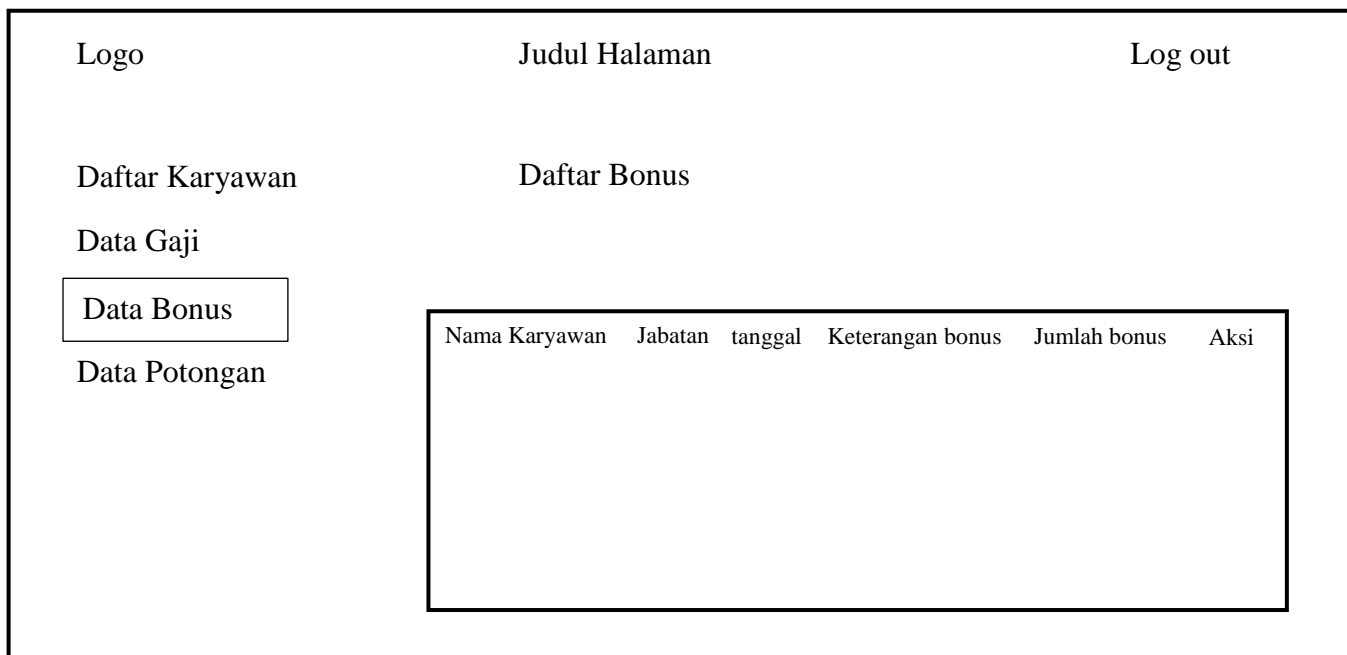 Logo Judul Halaman Log out
Daftar Karyawan Daftar Bonus
Data Gaji
Data Bonus
Nama Karyawan Jabatan tanggal Keterangan bonus Jumlah bonus Aksi
Data Potongan